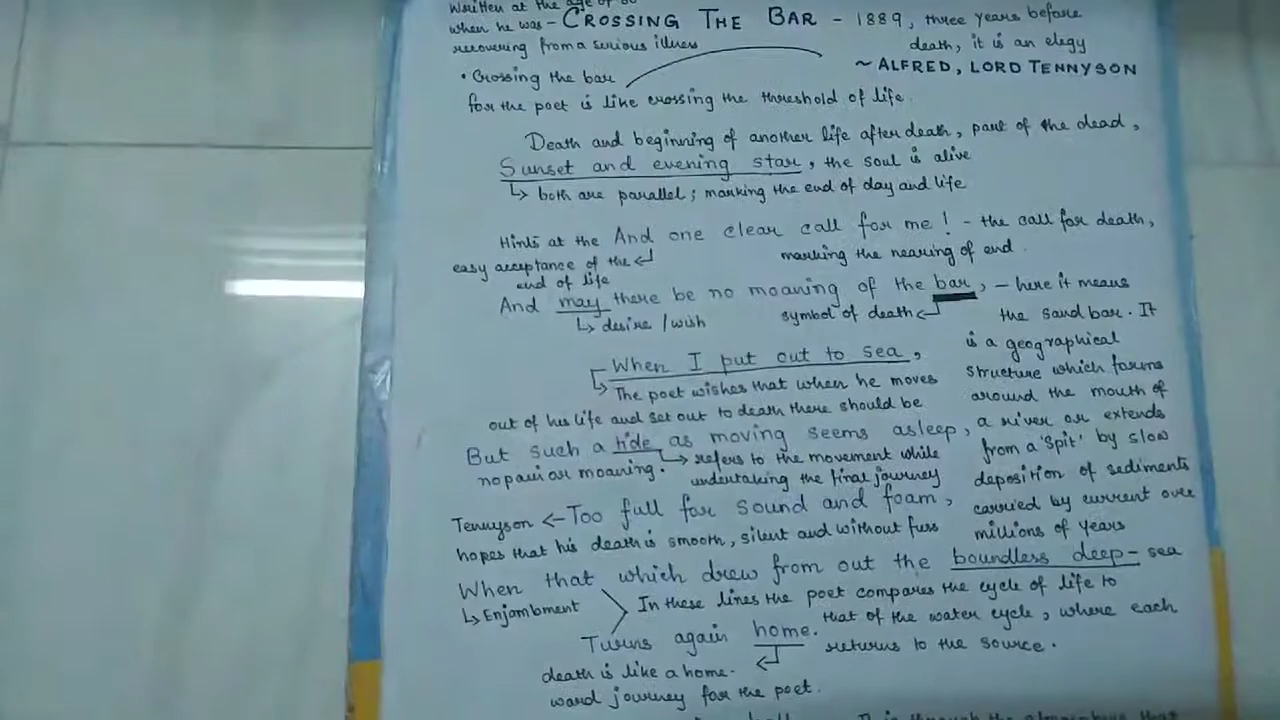 Written at the age of 80
when he was - CROSSING THE BAR - 1889, three years before
recovering from a serious illness death, it is an elegy
• Crossing the bar ~ ALFRED, LORD TENNYSON
for the poet is like crossing the threshold of life.
Death and beginning of another life after death, part of the dead,
Sunset and evening star, the soul is alive
↳ both are parallel; marking the end of day and life
Hints at the And one clear call for me! - the call for death,
easy acceptance of the ↲ marking the nearing of end.
end of life
And may there be no moaning of the bar, - here it means
↳ desire / wish symbol of death ↲ the sand bar. It
is a geographical
When I put out to sea, structure which forms
↳ The poet wishes that when he moves around the mouth of
out of his life and set out to death there should be a river or extends
But such a tide as moving seems asleep, from a 'Spit' by slow
no pain or moaning. ↳ refers to the movement while
undertaking the final journey deposition of sediments
Tennyson ← Too full for sound and foam, carried by current over
hopes that his death is smooth, silent and without fuss millions of years
When that which drew from out the boundless deep - sea
↳ Enjambment In these lines the poet compares the cycle of life to
that of the water cycle, where each
Turns again home. returns to the source.
death is like a home- ↲
ward journey for the poet.